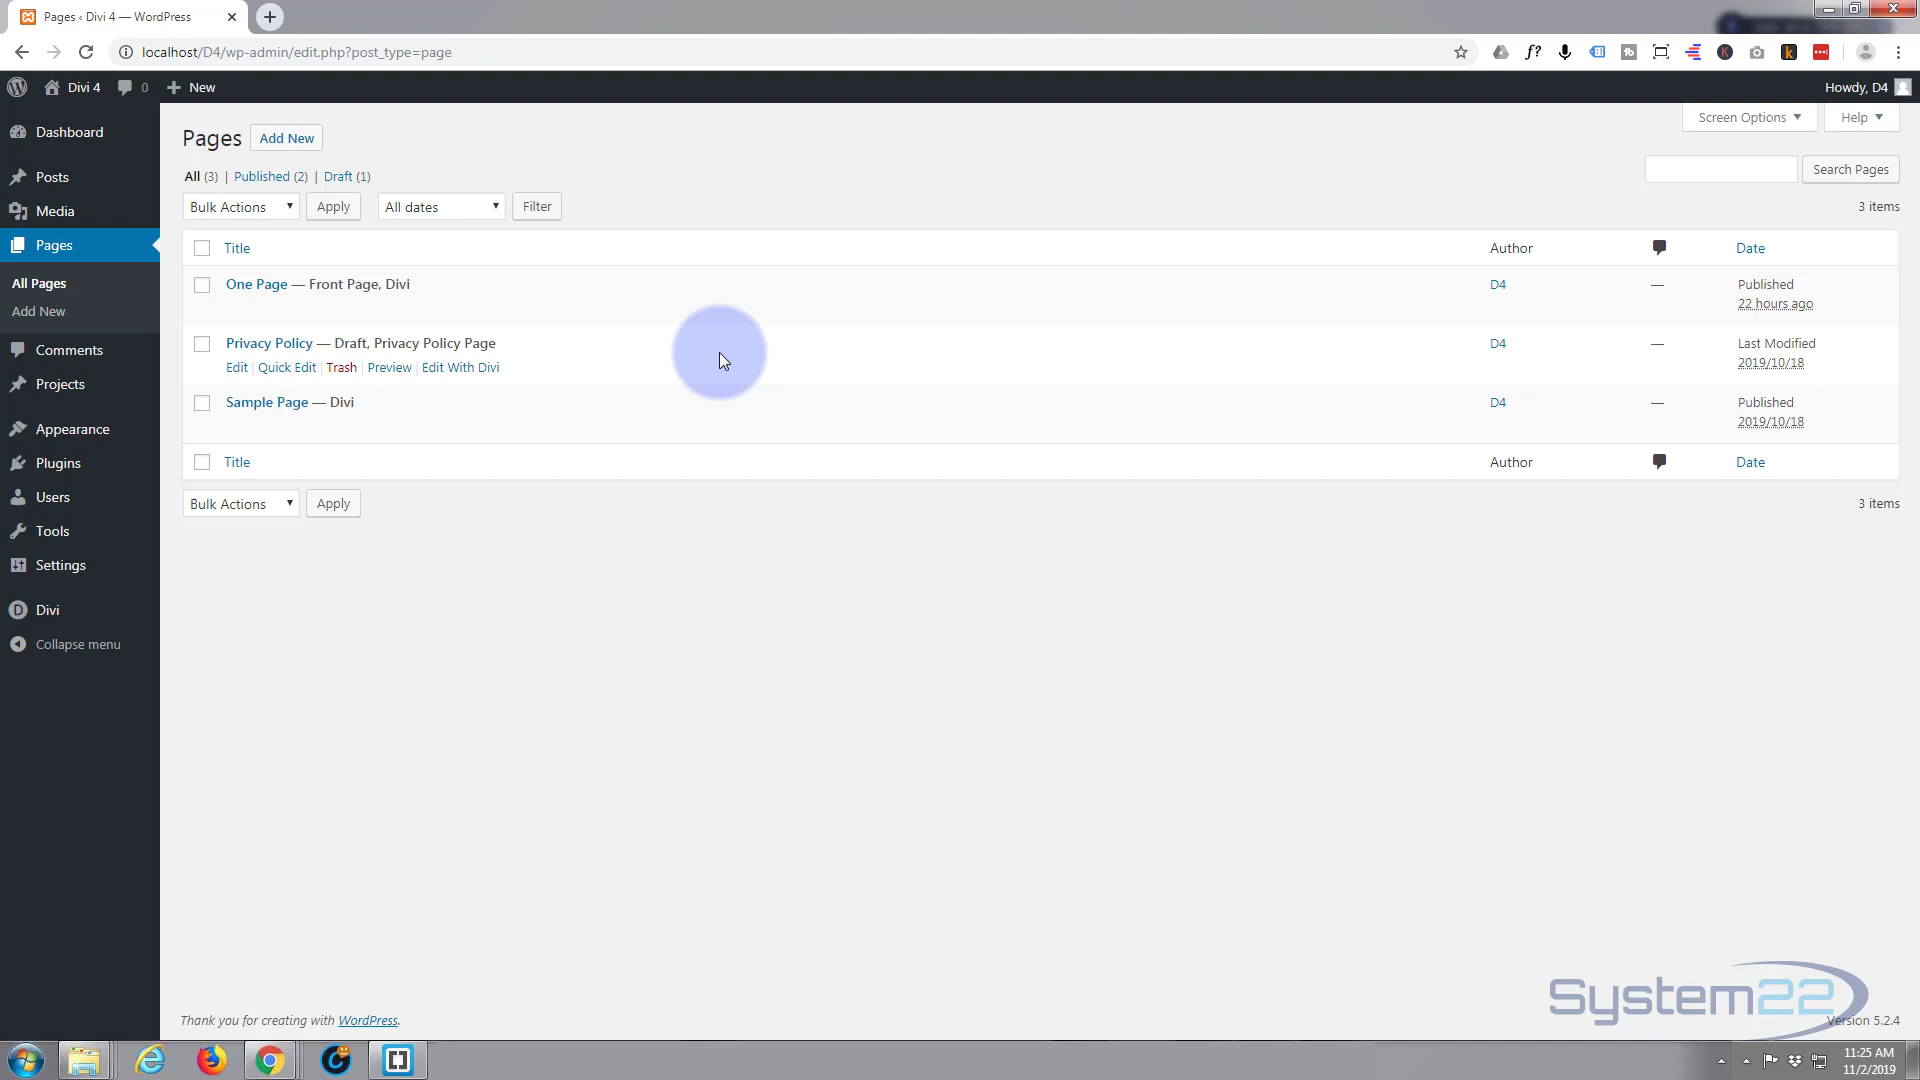 Pages ‹ Divi 4 — WordPress
localhost/D4/wp-admin/edit.php?post_type=page
Divi 4 0 New Howdy, D4
Dashboard
Posts
Media
Pages
All Pages
Add New
Comments
Projects
Appearance
Plugins
Users
Tools
Settings
Divi
Collapse menu
Screen Options Help
Pages Add New
All (3) | Published (2) | Draft (1)
Search Pages
Bulk Actions Apply All dates Filter 3 items
Title Author Date
One Page — Front Page, Divi D4 — Published
22 hours ago
Privacy Policy — Draft, Privacy Policy Page D4 — Last Modified
Edit | Quick Edit | Trash | Preview | Edit With Divi 2019/10/18
Sample Page — Divi D4 — Published
2019/10/18
Title Author Date
Bulk Actions Apply 3 items
System22
Thank you for creating with WordPress. Version 5.2.4
11:25 AM
11/2/2019